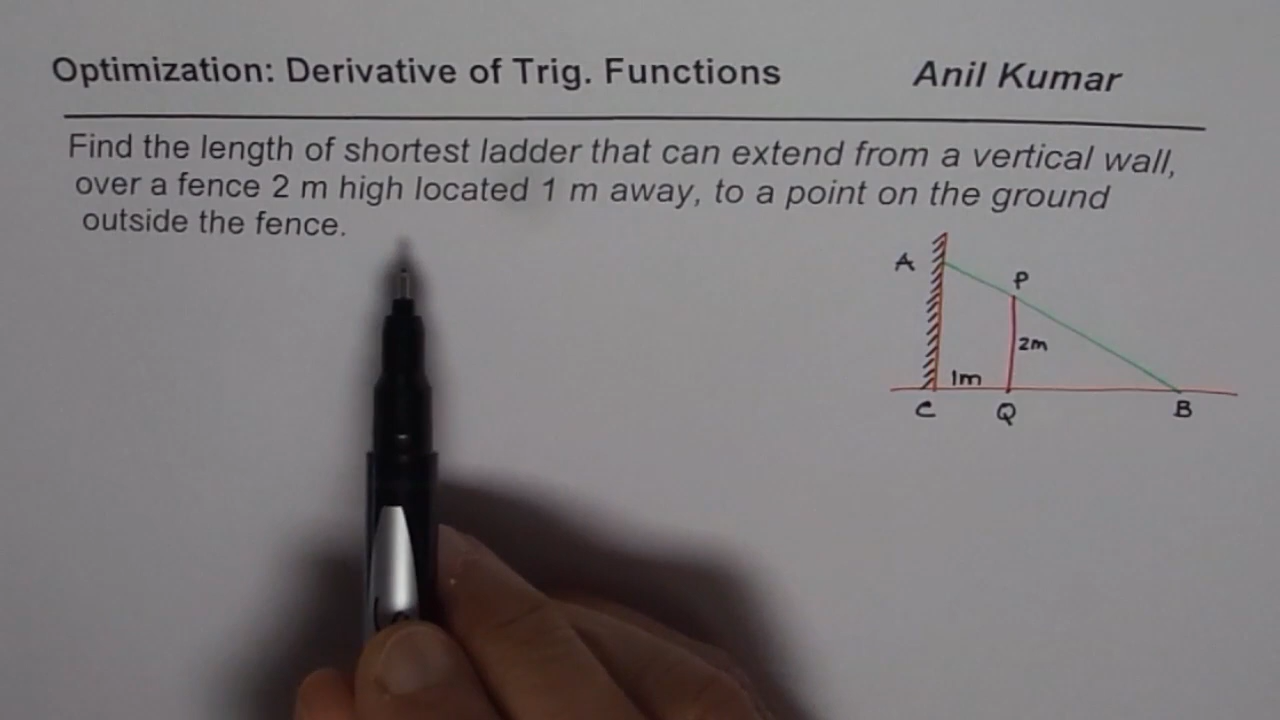 Optimization: Derivative of Trig. Functions Anil Kumar
Find the length of shortest ladder that can extend from a vertical wall,
over a fence 2 m high located 1 m away, to a point on the ground
outside the fence.
A
P
2m
1m
C Q B